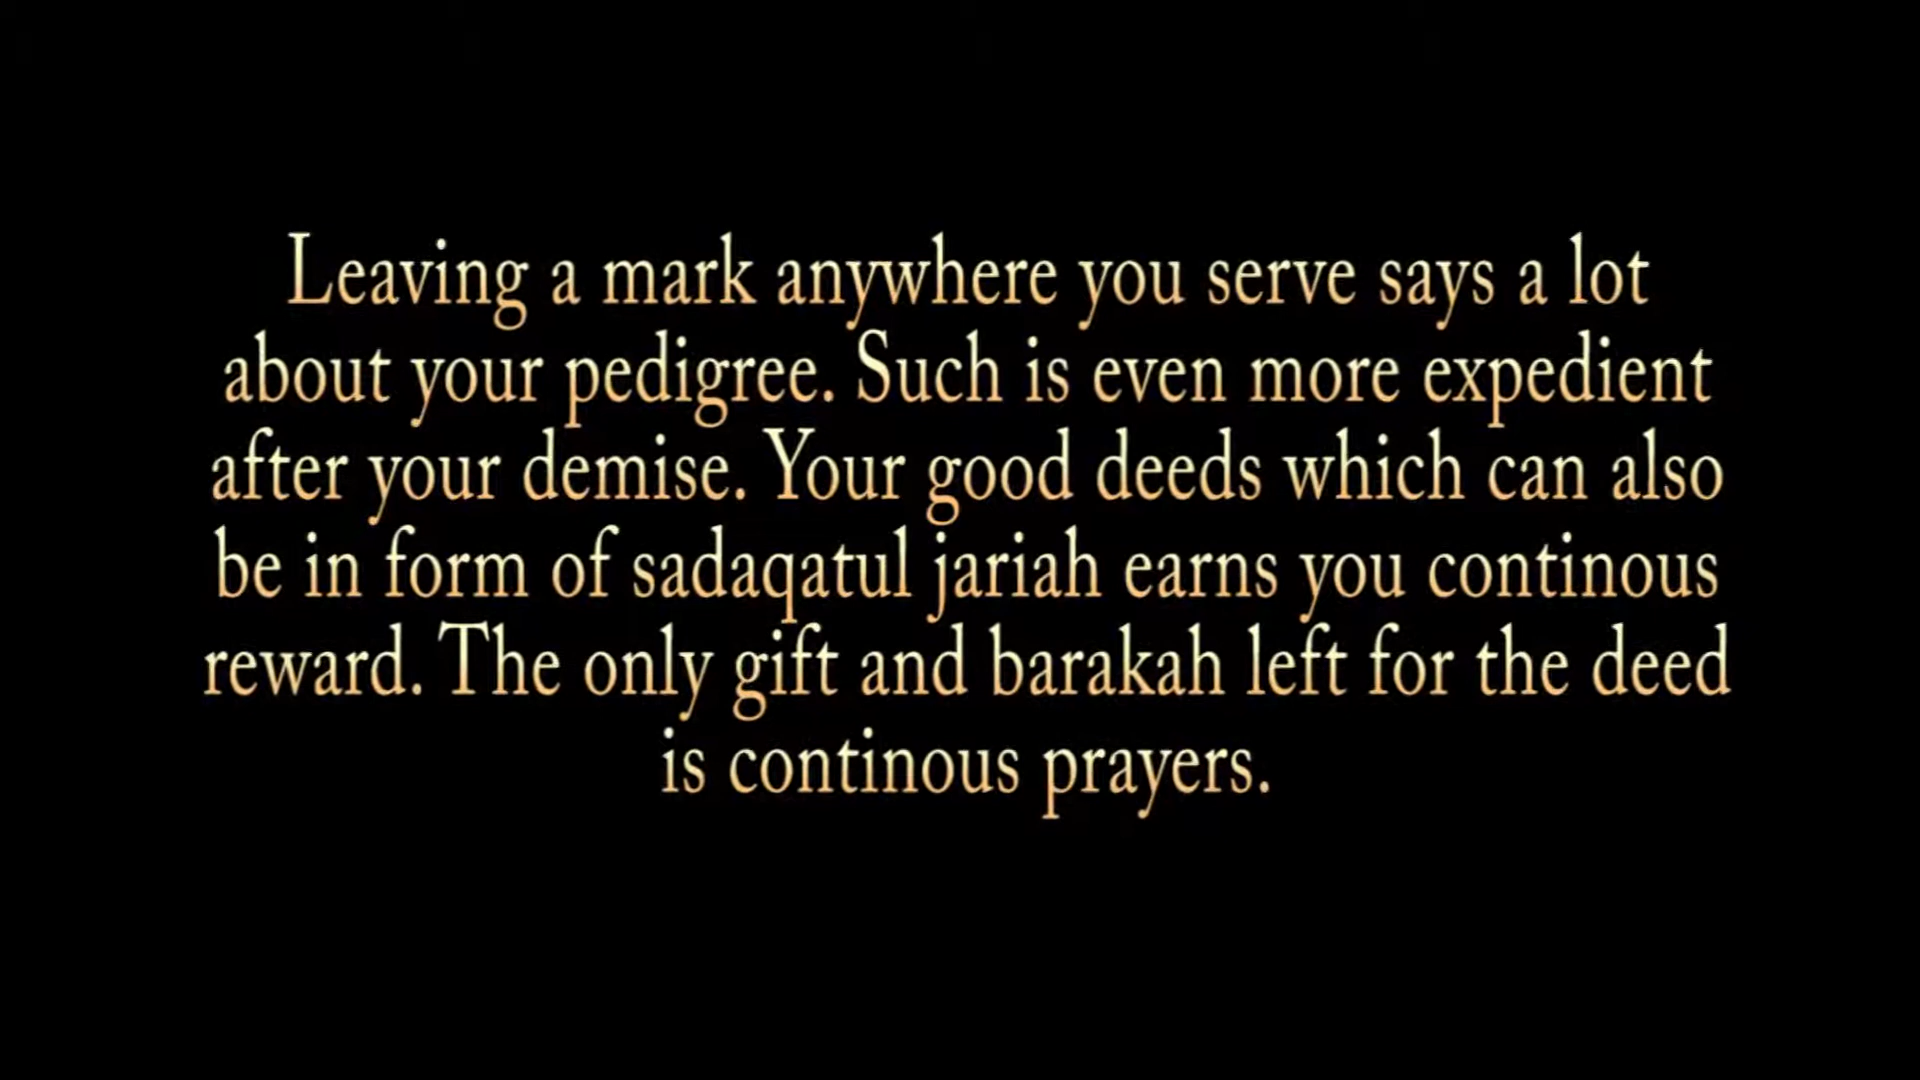 Leaving a mark anywhere you serve says a lot
about your pedigree. Such is even more expedient
after your demise. Your good deeds which can also
be in form of sadaqatul jariah earns you continous
reward. The only gift and barakah left for the deed
is continous prayers.